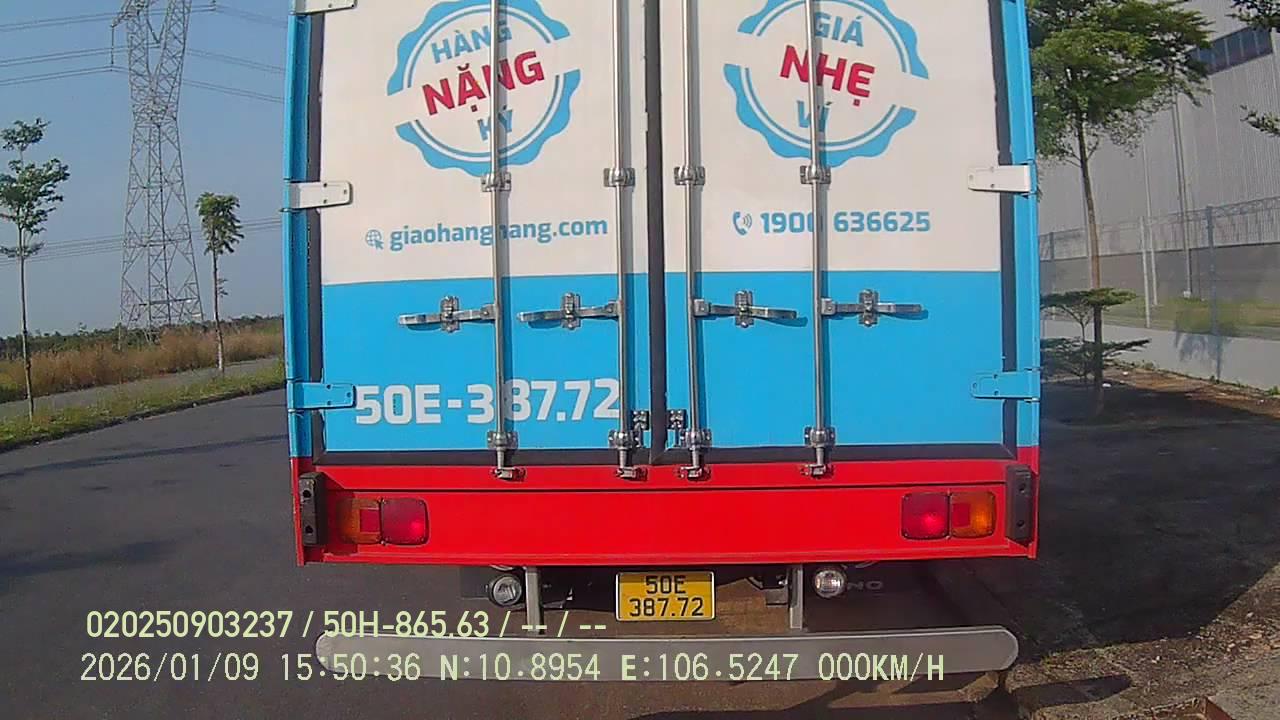 HÀNG
NẶNG
KÝ
GIÁ
NHẸ
VÍ
giaohangnang.com
1900 636625
50E-387.72
50E
387.72
020250903237 / 50H-865.63 / -- / --
2026/01/09 15:50:36 N:10.8954 E:106.5247 000KM/H